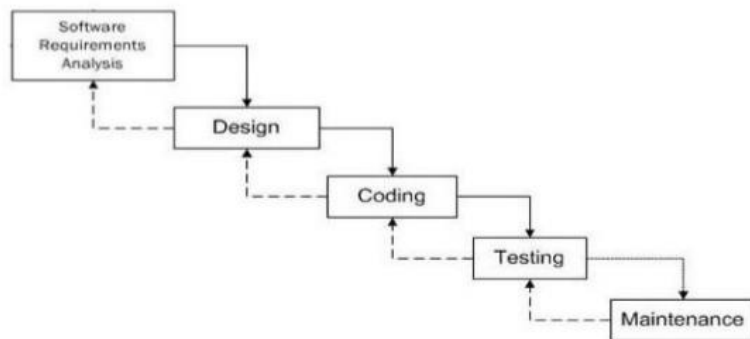 Software
Requirements
Analysis
Design
Coding
Testing
Maintenance